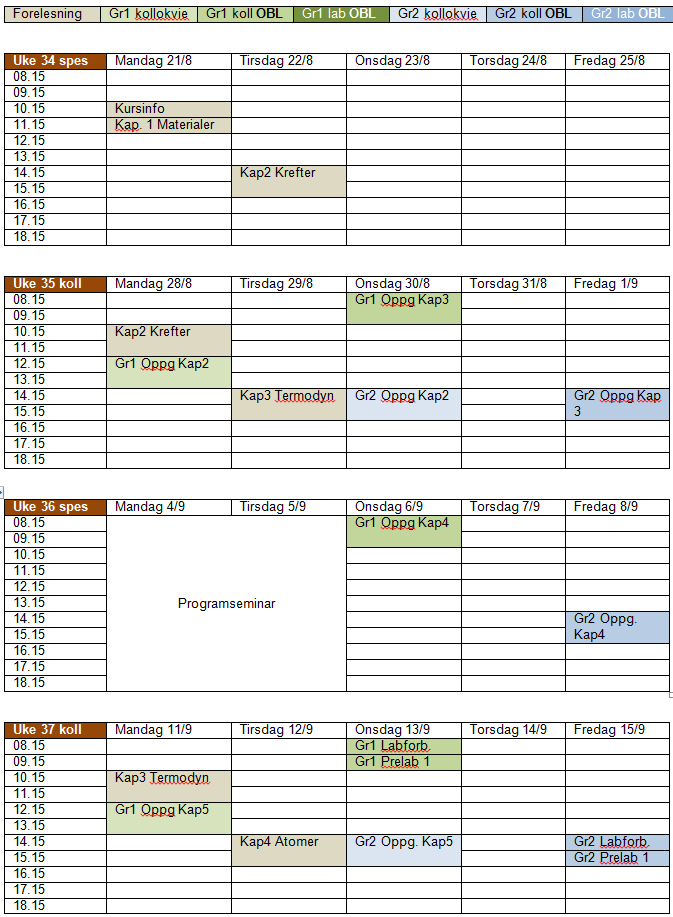 Forelesning Gr1 kollokvie Gr1 koll OBL Gr1 lab OBL Gr2 kollokvie Gr2 koll OBL Gr2 lab OBL
Uke 34 spes Mandag 21/8 Tirsdag 22/8 Onsdag 23/8 Torsdag 24/8 Fredag 25/8
08.15
09.15
10.15 Kursinfo
11.15 Kap. 1 Materialer
12.15
13.15
14.15 Kap2 Krefter
15.15
16.15
17.15
18.15
Uke 35 koll Mandag 28/8 Tirsdag 29/8 Onsdag 30/8 Torsdag 31/8 Fredag 1/9
08.15 Gr1 Oppg Kap3
09.15
10.15 Kap2 Krefter
11.15
12.15 Gr1 Oppg Kap2
13.15
14.15 Kap3 Termodyn Gr2 Oppg Kap2 Gr2 Oppg Kap
15.15 3
16.15
17.15
18.15
Uke 36 spes Mandag 4/9 Tirsdag 5/9 Onsdag 6/9 Torsdag 7/9 Fredag 8/9
08.15 Gr1 Oppg Kap4
09.15
10.15
11.15
12.15
13.15 Programseminar
14.15 Gr2 Oppg.
15.15 Kap4
16.15
17.15
18.15
Uke 37 koll Mandag 11/9 Tirsdag 12/9 Onsdag 13/9 Torsdag 14/9 Fredag 15/9
08.15 Gr1 Labforb.
09.15 Gr1 Prelab 1
10.15 Kap3 Termodyn
11.15
12.15 Gr1 Oppg Kap5
13.15
14.15 Kap4 Atomer Gr2 Oppg. Kap5 Gr2 Labforb.
15.15 Gr2 Prelab 1
16.15
17.15
18.15